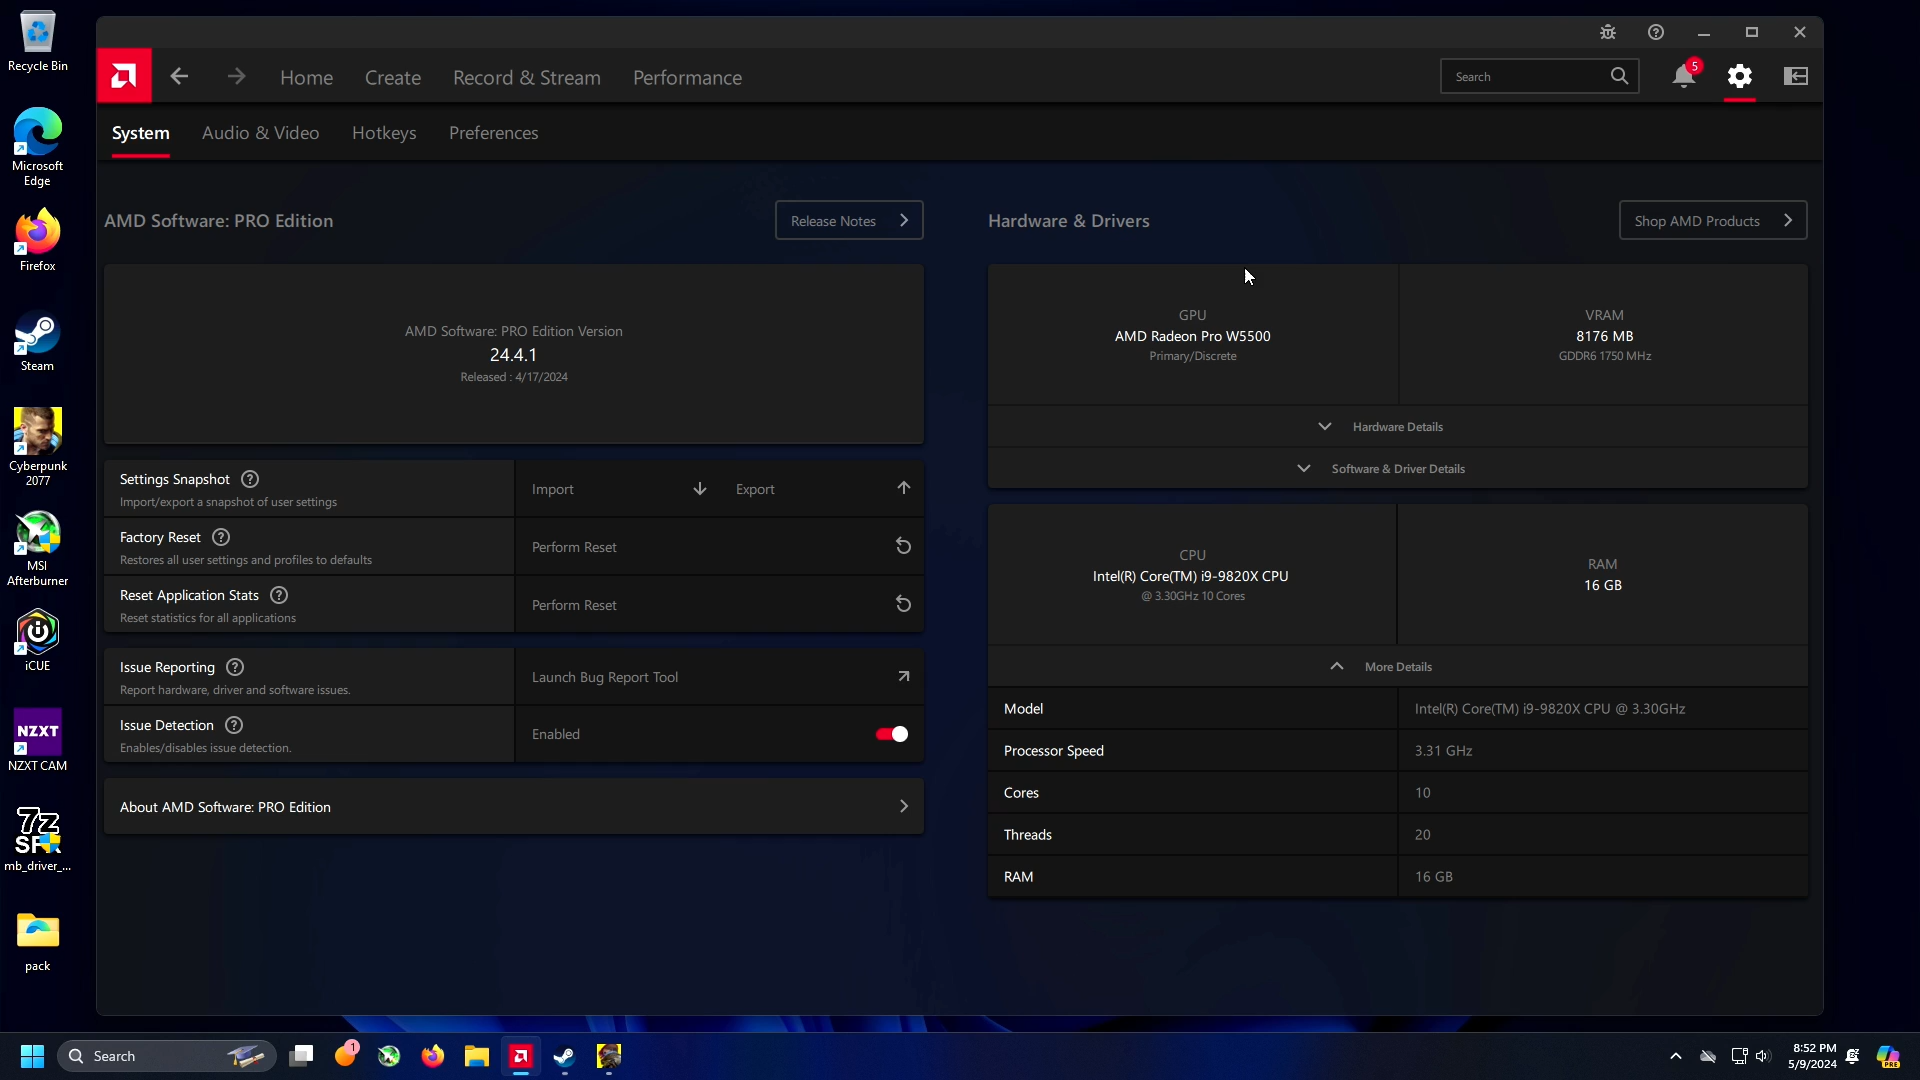 Recycle Bin
Microsoft
Edge
Firefox
Steam
Cyberpunk
2077
MSI
Afterburner
iCUE
NZXT
NZXT CAM
7z
mb_driver_...
pack
Home
Create
Record & Stream
Performance
Search
5
System
Audio & Video
Hotkeys
Preferences
AMD Software: PRO Edition
Release Notes
AMD Software: PRO Edition Version
24.4.1
Released : 4/17/2024
Settings Snapshot
Import/export a snapshot of user settings
Import
Export
Factory Reset
Restores all user settings and profiles to defaults
Perform Reset
Reset Application Stats
Reset statistics for all applications
Perform Reset
Issue Reporting
Report hardware, driver and software issues.
Launch Bug Report Tool
Issue Detection
Enables/disables issue detection.
Enabled
About AMD Software: PRO Edition
Hardware & Drivers
Shop AMD Products
GPU
AMD Radeon Pro W5500
Primary/Discrete
VRAM
8176 MB
GDDR6 1750 MHz
Hardware Details
Software & Driver Details
CPU
Intel(R) Core(TM) i9-9820X CPU
@ 3.30GHz 10 Cores
RAM
16 GB
More Details
Model
Intel(R) Core(TM) i9-9820X CPU @ 3.30GHz
Processor Speed
3.31 GHz
Cores
10
Threads
20
RAM
16 GB
Search
1
8:52 PM
5/9/2024
PRE